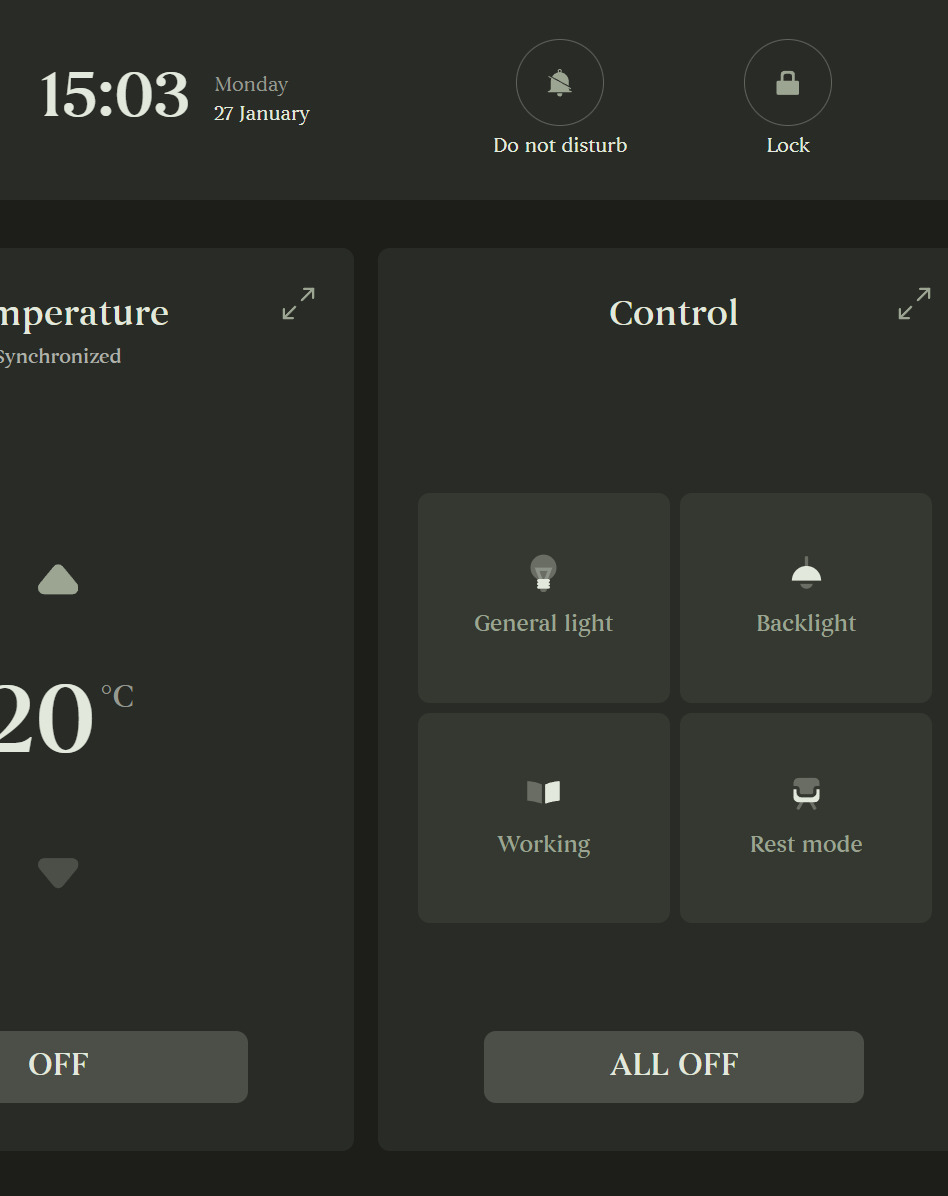 15:03
Monday
27 January
Do not disturb
Lock
mperature
Synchronized
20 °C
OFF
Control
General light
Backlight
Working
Rest mode
ALL OFF